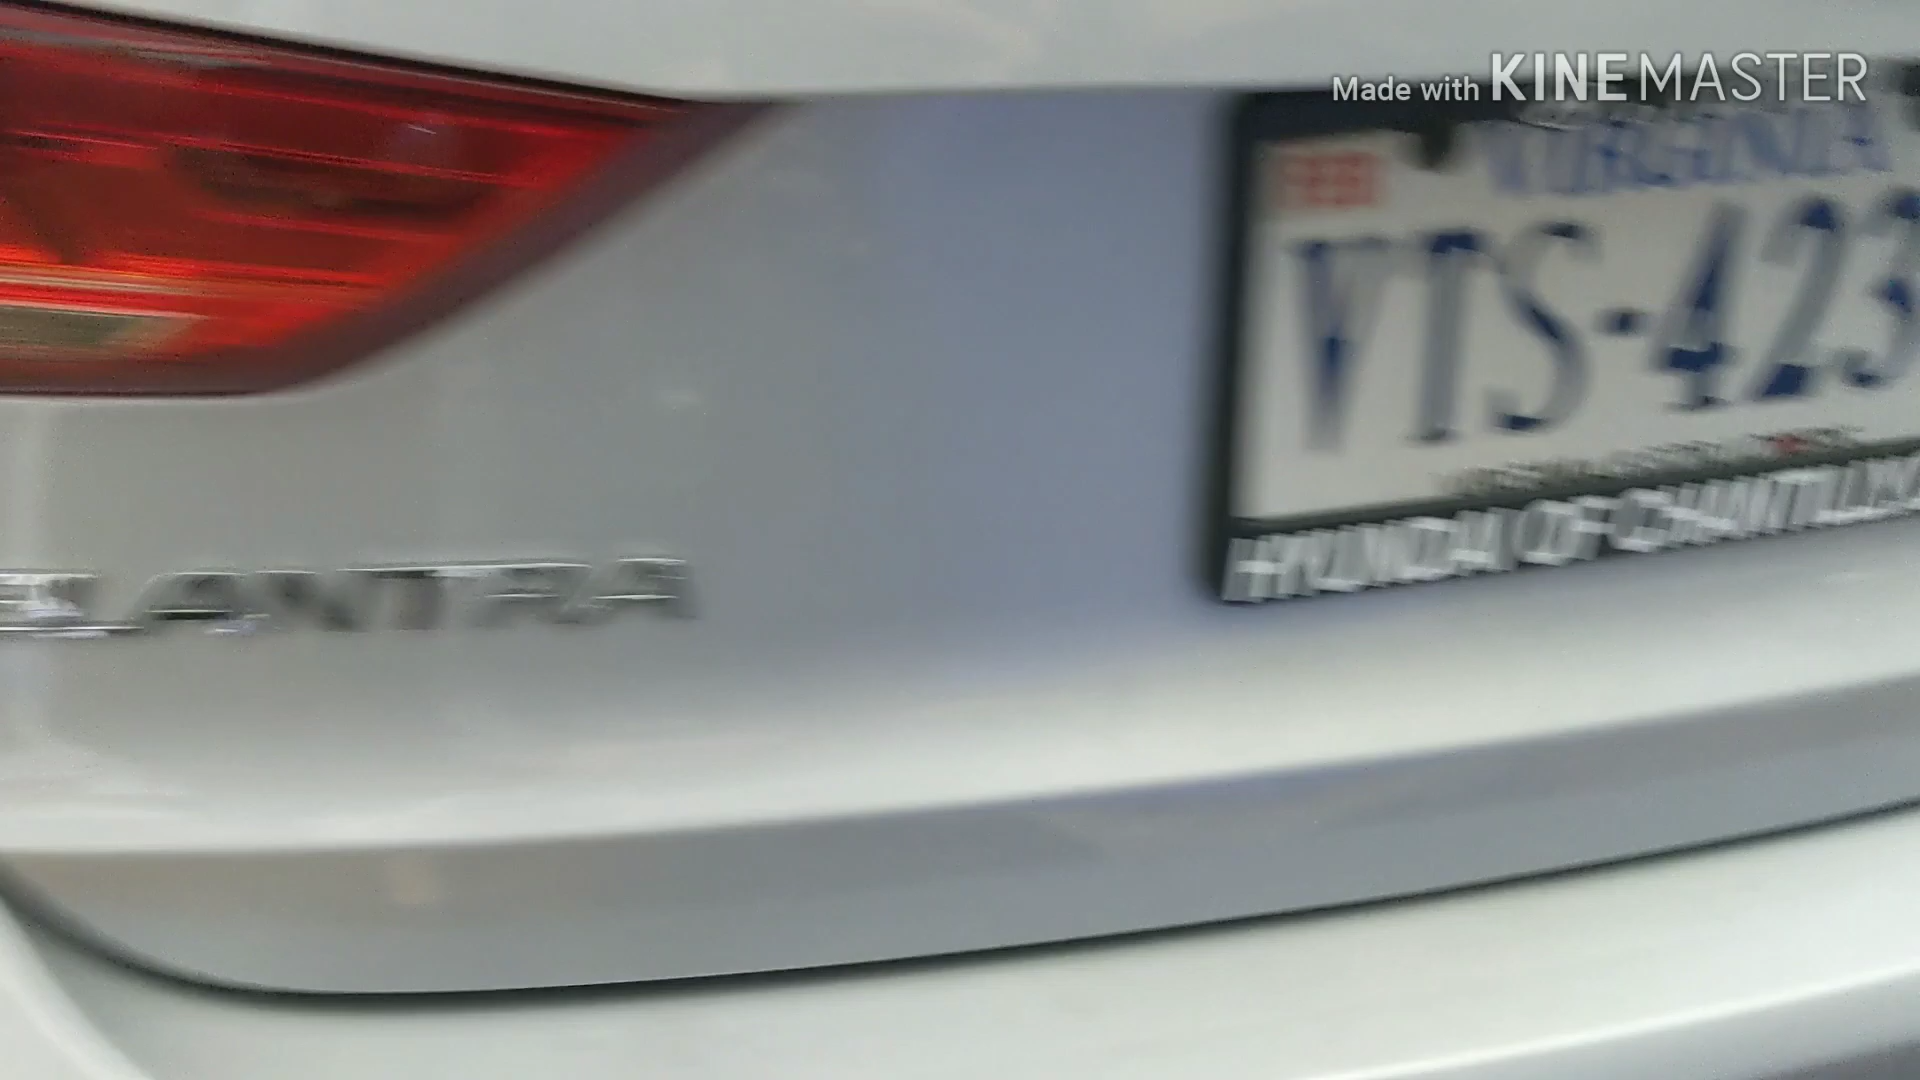 Made with KINEMASTER
VIRGINIA
VTS-423
HYUNDAI OF CHANTILLY
ELANTRA